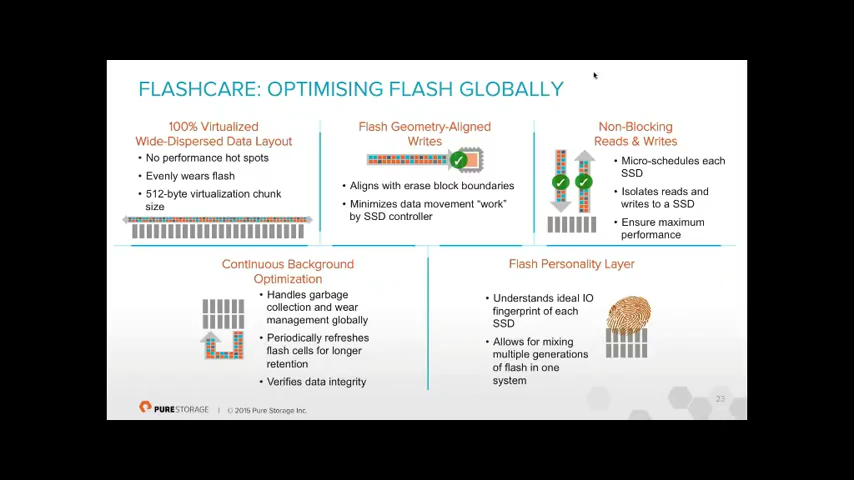 FLASHCARE: OPTIMISING FLASH GLOBALLY
100% Virtualized
Wide-Dispersed Data Layout
• No performance hot spots
• Evenly wears flash
• 512-byte virtualization chunk
size
Flash Geometry-Aligned
Writes
• Aligns with erase block boundaries
• Minimizes data movement “work”
by SSD controller
Non-Blocking
Reads & Writes
• Micro-schedules each
SSD
• Isolates reads and
writes to a SSD
• Ensure maximum
performance
Continuous Background
Optimization
• Handles garbage
collection and wear
management globally
• Periodically refreshes
flash cells for longer
retention
• Verifies data integrity
Flash Personality Layer
• Understands ideal IO
fingerprint of each
SSD
• Allows for mixing
multiple generations
of flash in one
system
PURESTORAGE | © 2015 Pure Storage Inc.
23